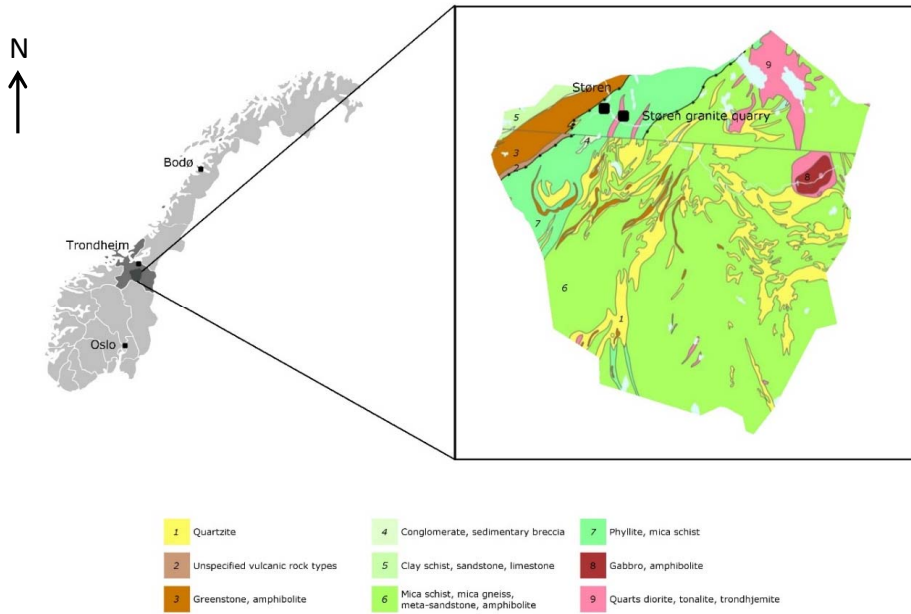 N
Bodø
Trondheim
Oslo
Støren
Støren granite quarry
9
5
4
3
2
8
7
6
1
1 Quartzite
2 Unspecified vulcanic rock types
3 Greenstone, amphibolite
4 Conglomerate, sedimentary breccia
5 Clay schist, sandstone, limestone
6 Mica schist, mica gneiss,
meta-sandstone, amphibolite
7 Phyllite, mica schist
8 Gabbro, amphibolite
9 Quarts diorite, tonalite, trondhjemite